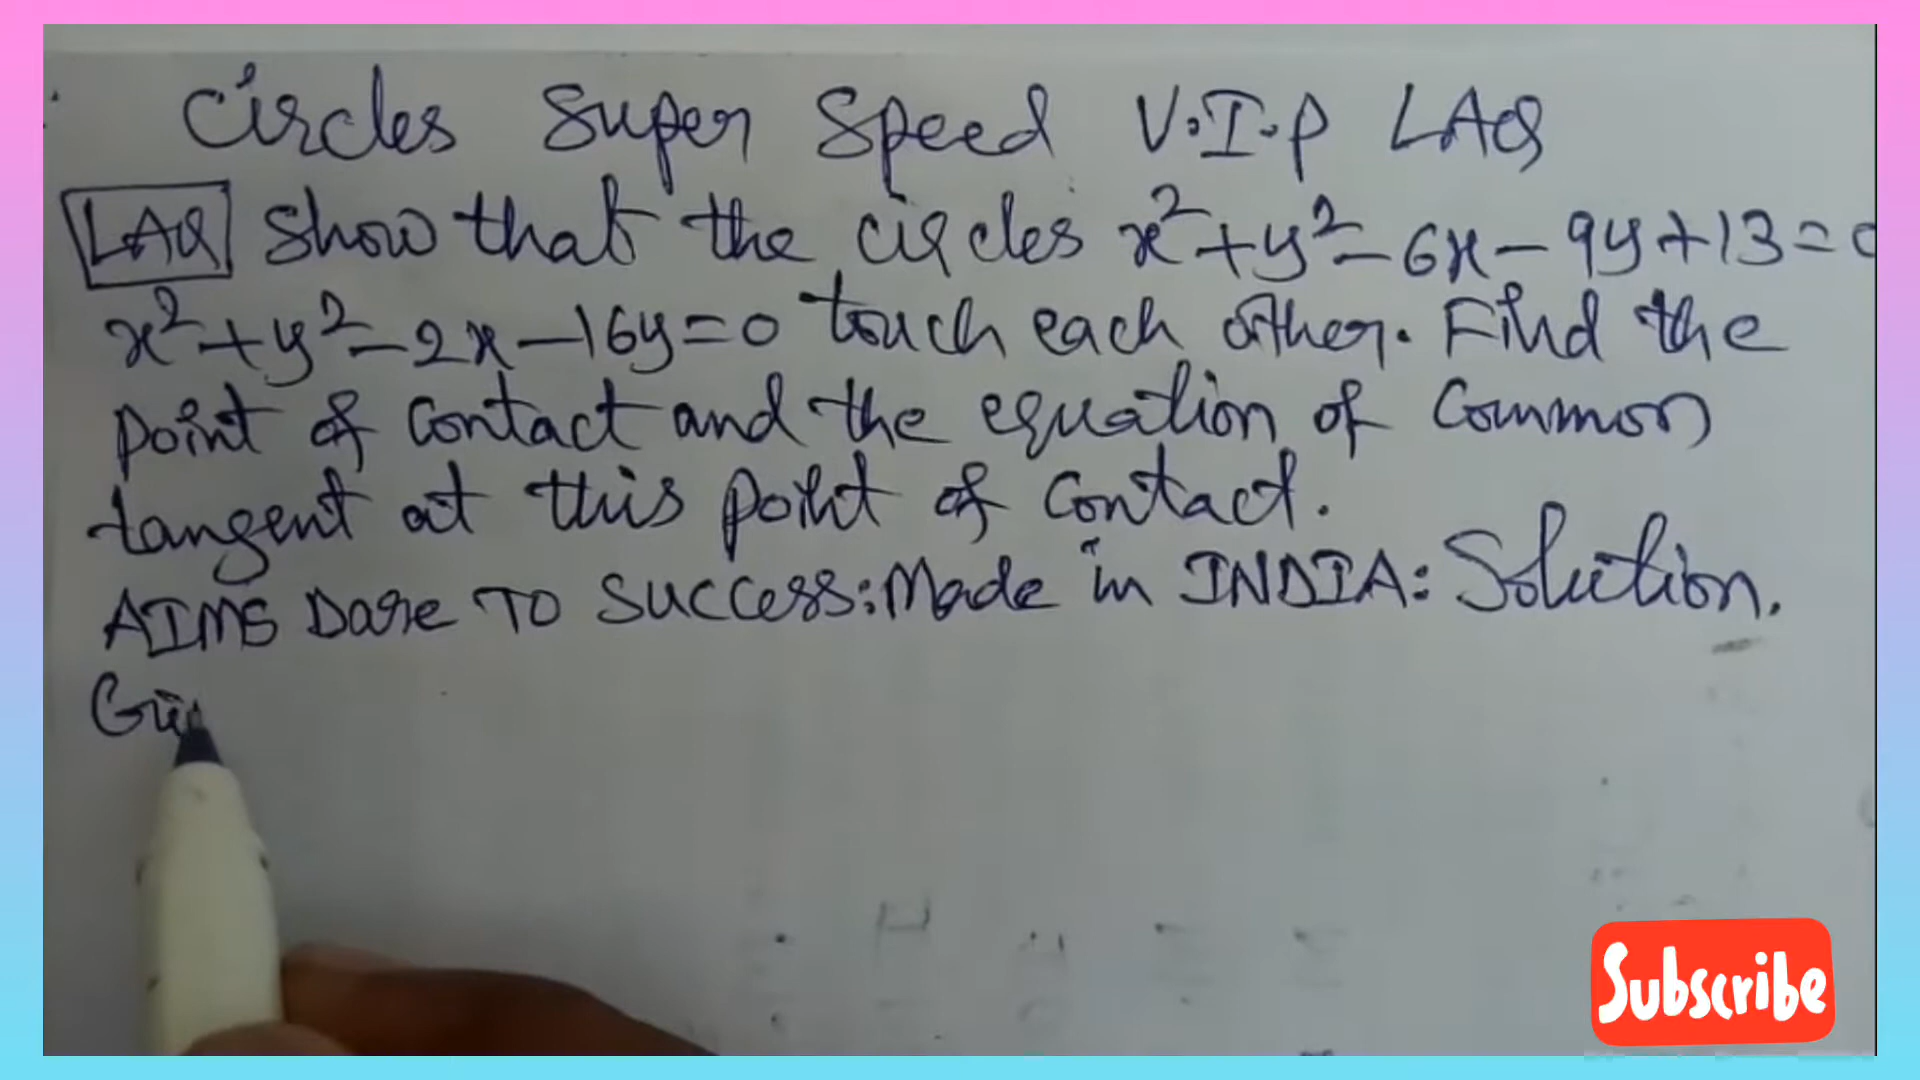 Circles Super Speed V.I.P LAQ
LAQ Show that the circles x²+y²-6x-9y+13=0
x²+y²-2x-16y=0 touch each other. Find the
point of contact and the equation of common
tangent at this point of contact.
AIMS Dare TO SUCCESS:Made in INDIA: Solution.
Giv
Subscribe